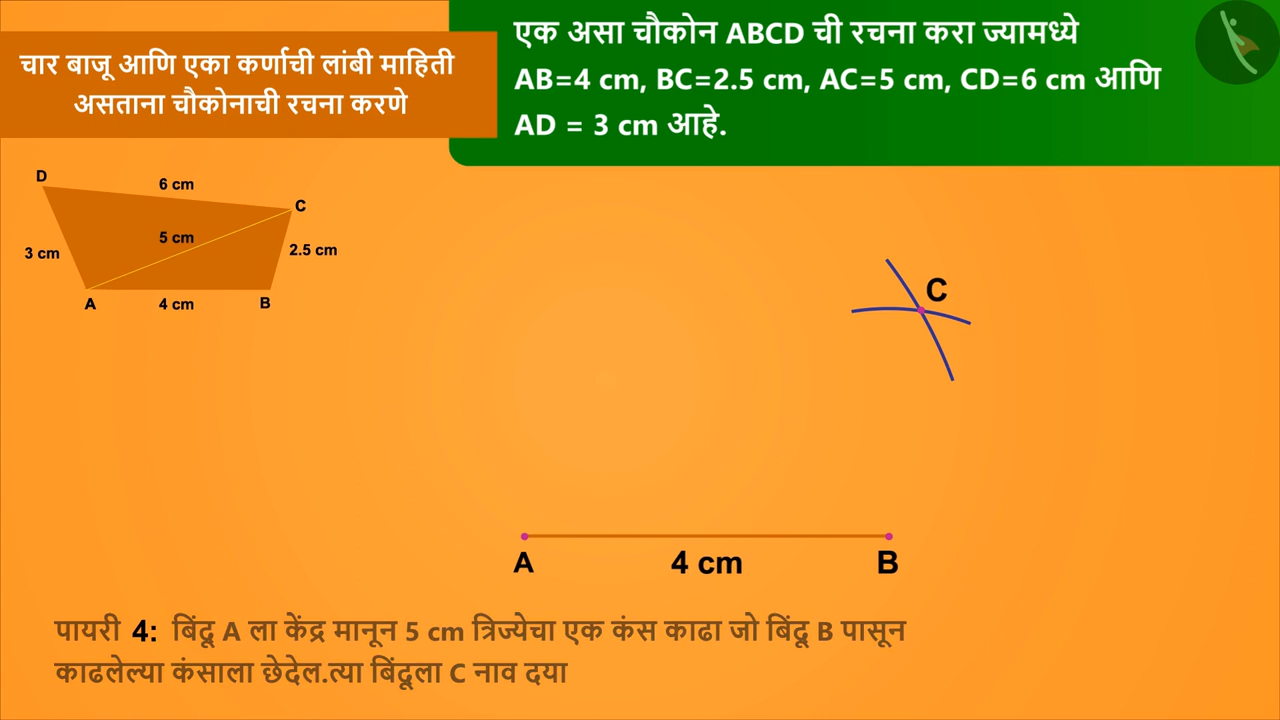 चार बाजू आणि एका कर्णाची लांबी माहिती
असताना चौकोनाची रचना करणे
एक असा चौकोन ABCD ची रचना करा ज्यामध्ये
AB=4 cm, BC=2.5 cm, AC=5 cm, CD=6 cm आणि
AD = 3 cm आहे.
D
6 cm
C
5 cm
3 cm
2.5 cm
A
4 cm
B
C
A
4 cm
B
पायरी 4: बिंदू A ला केंद्र मानून 5 cm त्रिज्येचा एक कंस काढा जो बिंदू B पासून
काढलेल्या कंसाला छेदेल.त्या बिंदूला C नाव दया